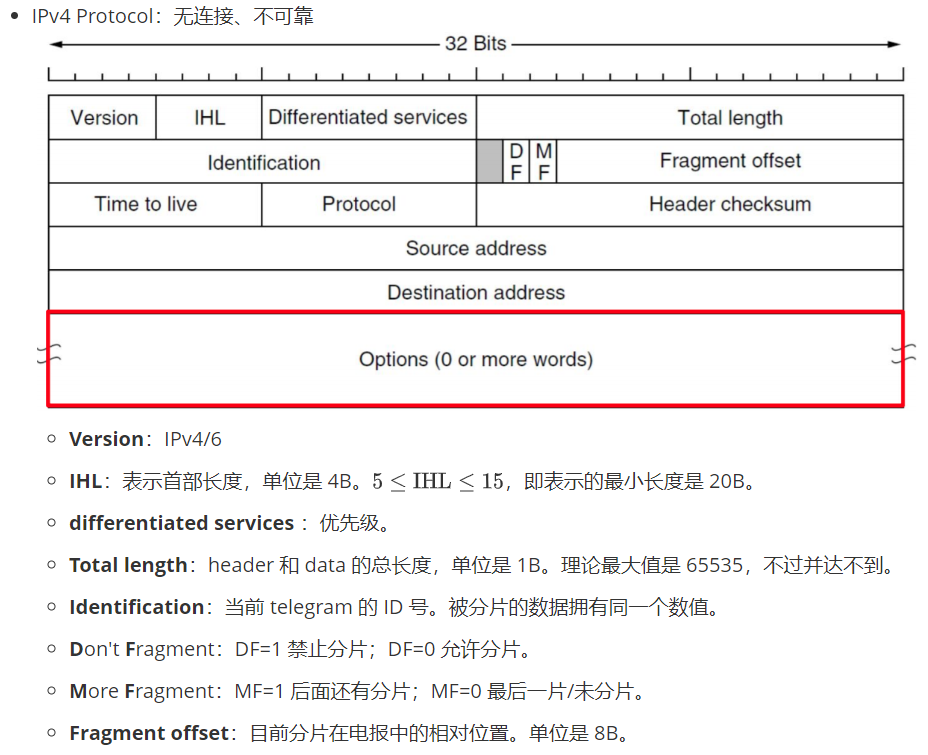 IPv4 Protocol：无连接、不可靠
32 Bits
Version IHL Differentiated services Total length
Identification D F M F Fragment offset
Time to live Protocol Header checksum
Source address
Destination address
Options (0 or more words)
Version：IPv4/6
IHL：表示首部长度，单位是 4B。5 ≤ IHL ≤ 15，即表示的最小长度是 20B。
differentiated services ：优先级。
Total length：header 和 data 的总长度，单位是 1B。理论最大值是 65535，不过并达不到。
Identification：当前 telegram 的 ID 号。被分片的数据拥有同一个数值。
Don't Fragment：DF=1 禁止分片；DF=0 允许分片。
More Fragment：MF=1 后面还有分片；MF=0 最后一片/未分片。
Fragment offset：目前分片在电报中的相对位置。单位是 8B。